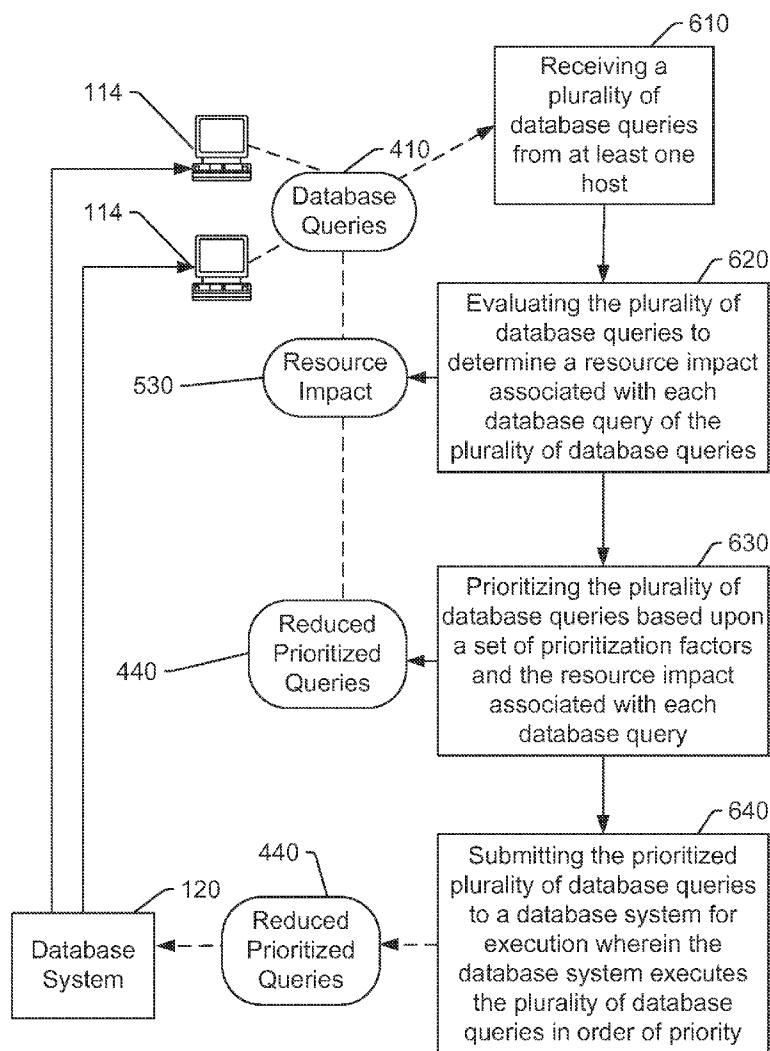 610
Receiving a
plurality of
database queries
from at least one
host
114
410
Database
Queries
114
620
Evaluating the plurality of
database queries to
determine a resource impact
associated with each
database query of the
plurality of database queries
Resource
Impact
530
630
Prioritizing the plurality of
database queries based upon
a set of prioritization factors
and the resource impact
associated with each
database query
Reduced
Prioritized
Queries
440
640
Submitting the prioritized
plurality of database queries
to a database system for
execution wherein the
database system executes
the plurality of database
queries in order of priority
440
Reduced
Prioritized
Queries
120
Database
System